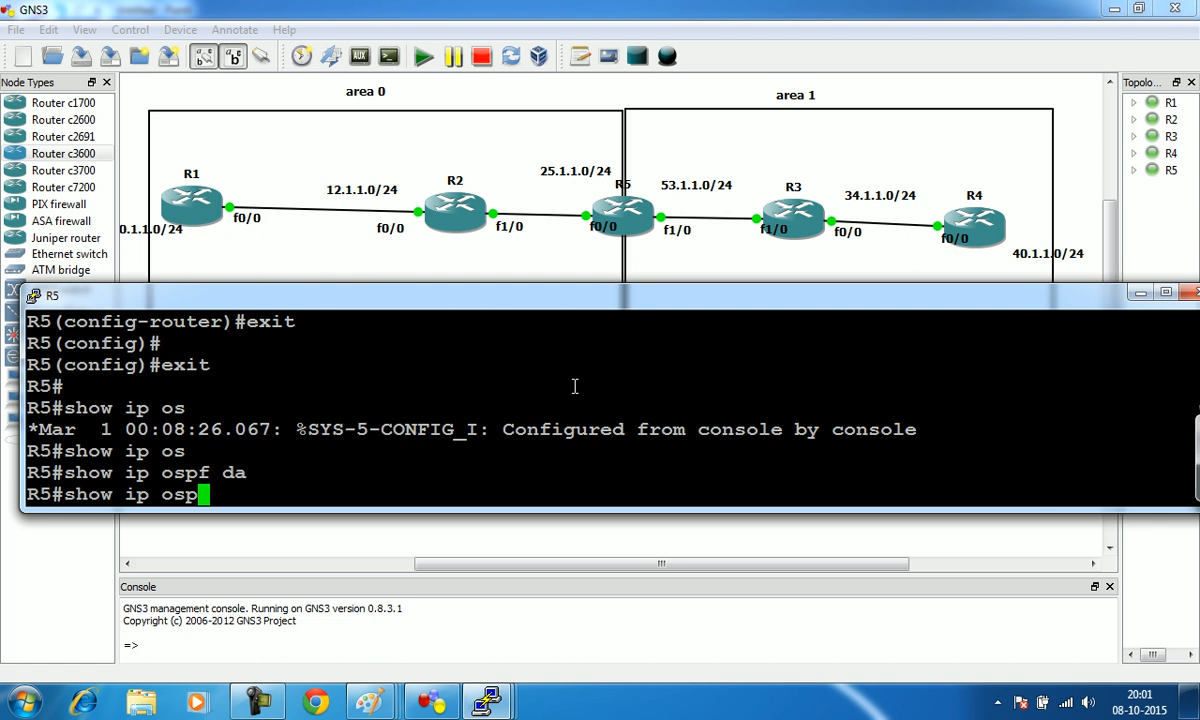 GNS3
File Edit View Control Device Annotate Help
Node Types
Router c1700
Router c2600
Router c2691
Router c3600
Router c3700
Router c7200
PIX firewall
ASA firewall
Juniper router
Ethernet switch
ATM bridge
area 0
area 1
R1
12.1.1.0/24
R2
25.1.1.0/24
R5
53.1.1.0/24
R3
34.1.1.0/24
R4
0.1.1.0/24
f0/0
f0/0
f1/0
f0/0
f1/0
f1/0
f0/0
f0/0
40.1.1.0/24
Topolo...
R1
R2
R3
R4
R5
R5
R5(config-router)#exit
R5(config)#
R5(config)#exit
R5#
R5#show ip os
*Mar  1 00:08:26.067: %SYS-5-CONFIG_I: Configured from console by console
R5#show ip os
R5#show ip ospf da
R5#show ip osp
Console
GNS3 management console. Running on GNS3 version 0.8.3.1
Copyright (c) 2006-2012 GNS3 Project
=>
20:01
08-10-2015